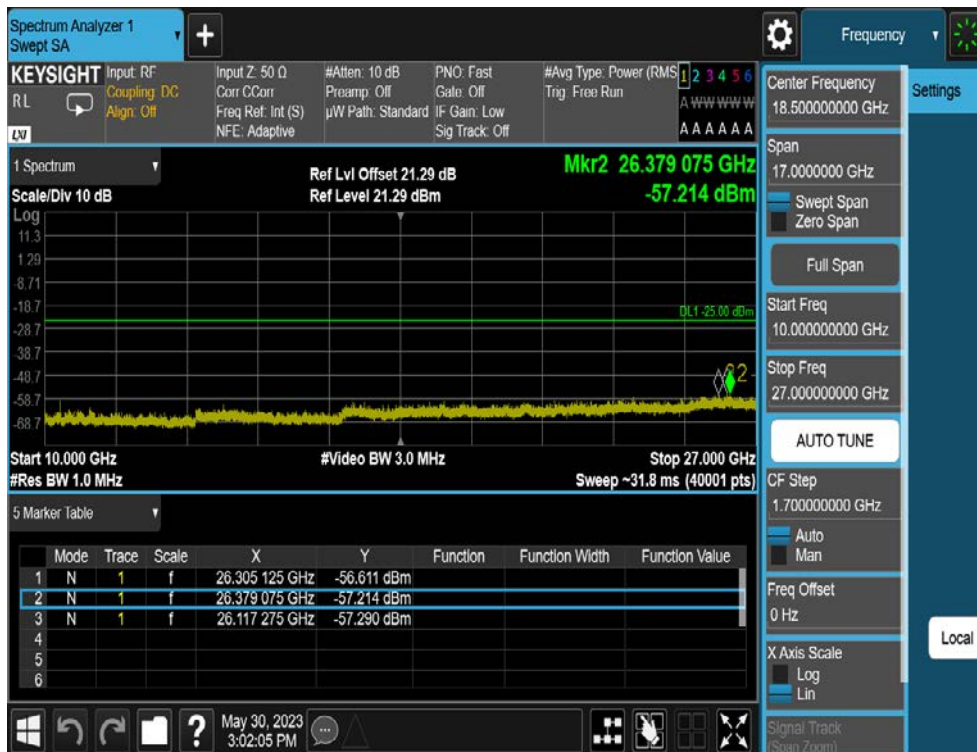 Spectrum Analyzer 1
Swept SA
+
Frequency
KEYSIGHT
RL
LXI
Input: RF
Coupling: DC
Align: Off
Input Z: 50 Ω
Corr CCorr
Freq Ref: Int (S)
NFE: Adaptive
#Atten: 10 dB
Preamp: Off
µW Path: Standard
PNO: Fast
Gate: Off
IF Gain: Low
Sig Track: Off
#Avg Type: Power (RMS
Trig: Free Run
1 2 3 4 5 6
A W W W W W
A A A A A A
1 Spectrum
Scale/Div 10 dB
Ref Lvl Offset 21.29 dB
Ref Level 21.29 dBm
Mkr2 26.379 075 GHz
-57.214 dBm
Log
11.3
1.29
-8.71
-18.7
-28.7
-38.7
-48.7
-58.7
-68.7
DL1 -25.00 dBm
2
Start 10.000 GHz
#Res BW 1.0 MHz
#Video BW 3.0 MHz
Stop 27.000 GHz
Sweep ~31.8 ms (40001 pts)
5 Marker Table
Mode Trace Scale X Y Function Function Width Function Value
1 N 1 f 26.305 125 GHz -56.611 dBm
2 N 1 f 26.379 075 GHz -57.214 dBm
3 N 1 f 26.117 275 GHz -57.290 dBm
4
5
6
May 30, 2023
3:02:05 PM
?
Center Frequency
18.500000000 GHz
Span
17.0000000 GHz
Swept Span
Zero Span
Full Span
Start Freq
10.000000000 GHz
Stop Freq
27.000000000 GHz
AUTO TUNE
CF Step
1.700000000 GHz
Auto
Man
Freq Offset
0 Hz
X Axis Scale
Log
Lin
Signal Track
(Span Zoom)
Settings
Local